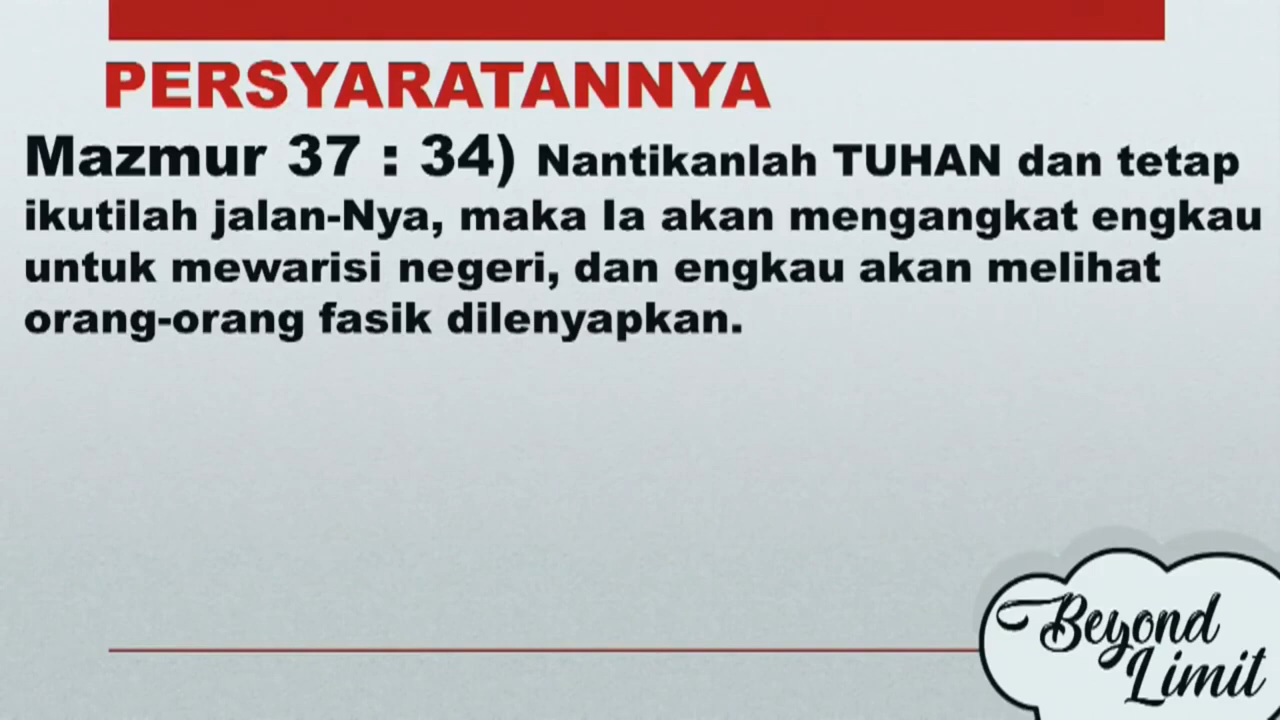 PERSYARATANNYA
Mazmur 37 : 34) Nantikanlah TUHAN dan tetap
ikutilah jalan-Nya, maka Ia akan mengangkat engkau
untuk mewarisi negeri, dan engkau akan melihat
orang-orang fasik dilenyapkan.
Beyond
Limit